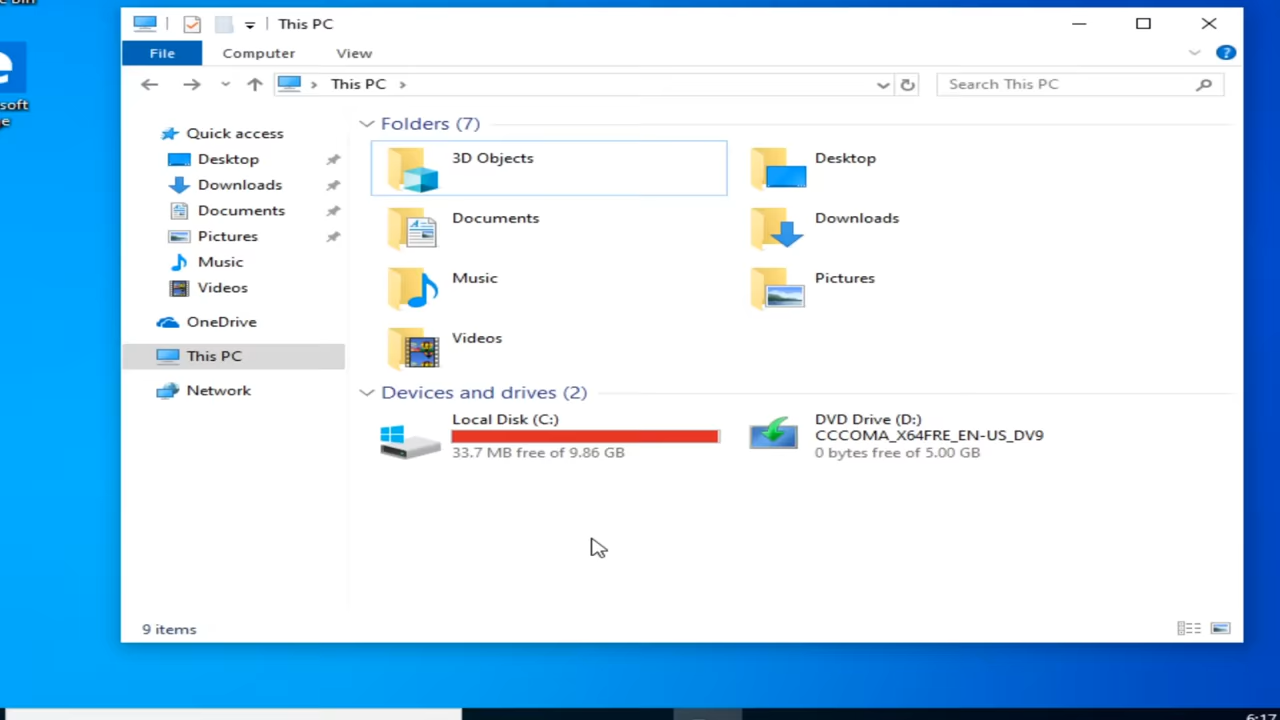 This PC
File
Computer
View
This PC
Search This PC
Quick access
Desktop
Downloads
Documents
Pictures
Music
Videos
OneDrive
This PC
Network
Folders (7)
3D Objects
Desktop
Documents
Downloads
Music
Pictures
Videos
Devices and drives (2)
Local Disk (C:)
33.7 MB free of 9.86 GB
DVD Drive (D:)
CCCOMA_X64FRE_EN-US_DV9
0 bytes free of 5.00 GB
9 items
soft
e